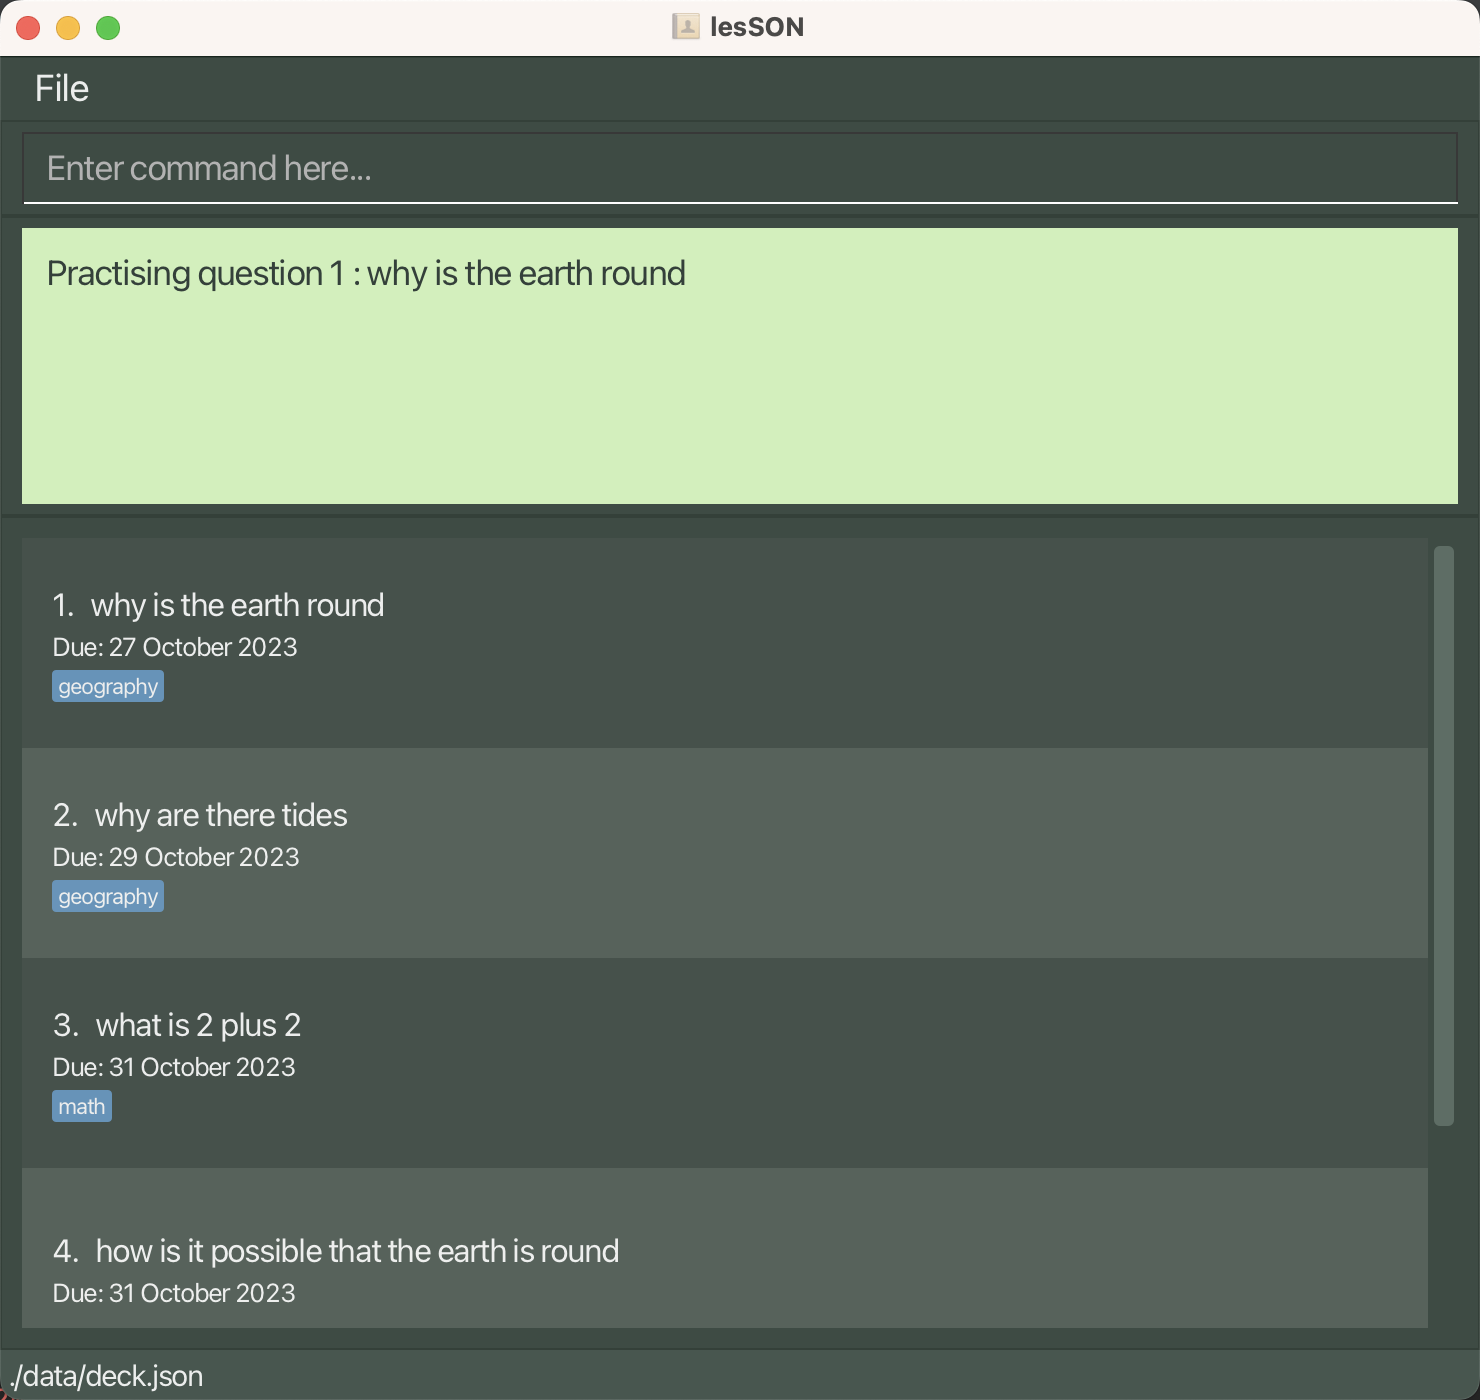 lesSON
File
Enter command here...
Practising question 1 : why is the earth round
1. why is the earth round
Due: 27 October 2023
geography
2. why are there tides
Due: 29 October 2023
geography
3. what is 2 plus 2
Due: 31 October 2023
math
4. how is it possible that the earth is round
Due: 31 October 2023
./data/deck.json